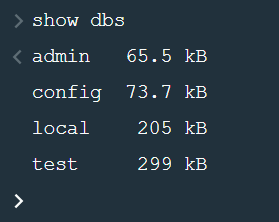 > show dbs
< admin   65.5 kB
config  73.7 kB
local    205 kB
test     299 kB
>